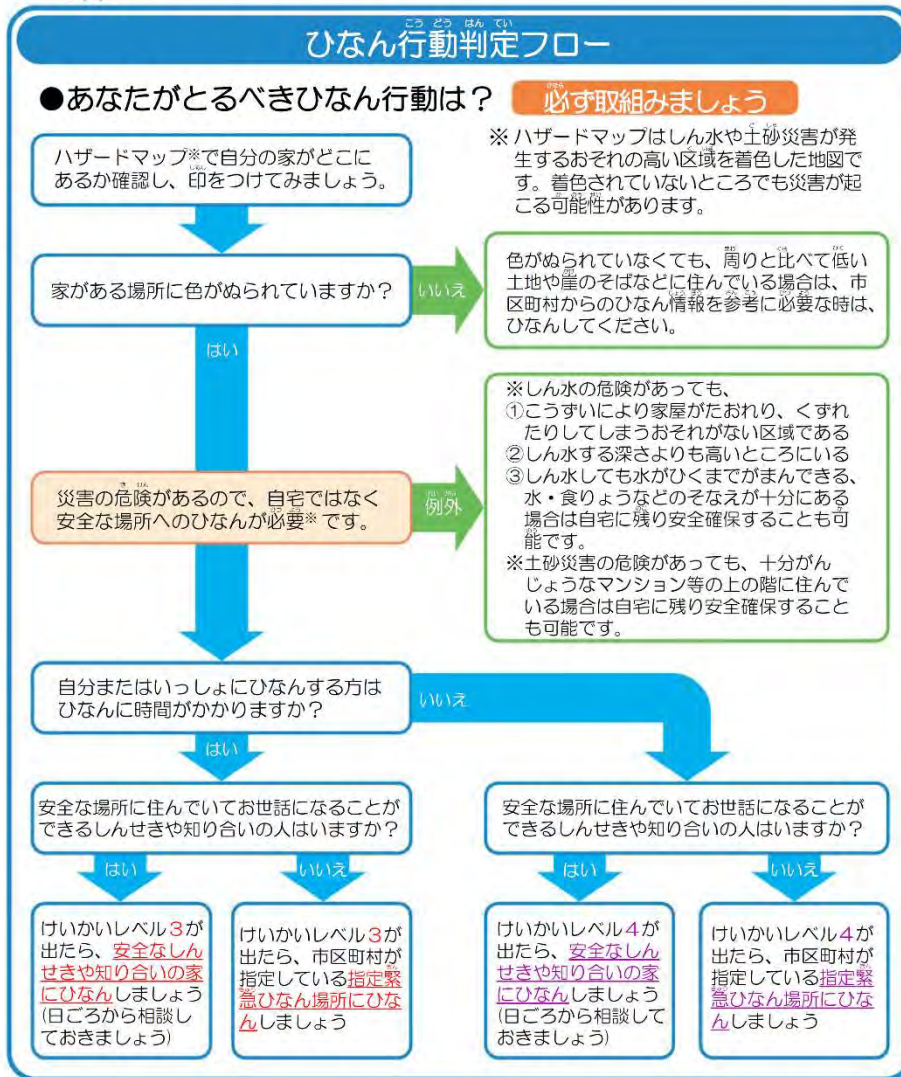 ひなん行動判定フロー
●あなたがとるべきひなん行動は？
必ず取組みましょう
ハザードマップ※で自分の家がどこに
あるか確認し、印をつけてみましょう。
※ハザードマップはしん水や土砂災害が発
生するおそれの高い区域を着色した地図で
す。着色されていないところでも災害が起
こる可能性があります。
家がある場所に色がぬられていますか？
いいえ
色がぬられていなくても、周りと比べて低い
土地や崖のそばなどに住んでいる場合は、市
区町村からのひなん情報を参考に必要な時は、
ひなんしてください。
はい
災害の危険があるので、自宅ではなく
安全な場所へのひなんが必要※です。
例外
※しん水の危険があっても、
①こうずいにより家屋がたおれり、くずれ
たりしてしまうおそれがない区域である
②しん水する深さよりも高いところにいる
③しん水しても水がひくまでがまんできる、
水・食りょうなどのそなえが十分にある
場合は自宅に残り安全確保することも可
能です。
※土砂災害の危険があっても、十分がん
じょうなマンション等の上の階に住んで
いる場合は自宅に残り安全確保すること
も可能です。
自分またはいっしょにひなんする方は
ひなんに時間がかかりますか？
いいえ
はい
安全な場所に住んでいてお世話になることが
できるしんせきや知り合いの人はいますか？
はい
いいえ
けいかいレベル3が
出たら、安全なしん
せきや知り合いの家
にひなんしましょう
(日ごろから相談し
ておきましょう)
けいかいレベル3が
出たら、市区町村が
指定している指定緊
急ひなん場所にひな
んしましょう
安全な場所に住んでいてお世話になることが
できるしんせきや知り合いの人はいますか？
はい
いいえ
けいかいレベル4が
出たら、安全なしん
せきや知り合いの家
にひなんしましょう
(日ごろから相談して
おきましょう)
けいかいレベル4が
出たら、市区町村が
指定している指定緊
急ひなん場所にひな
んしましょう